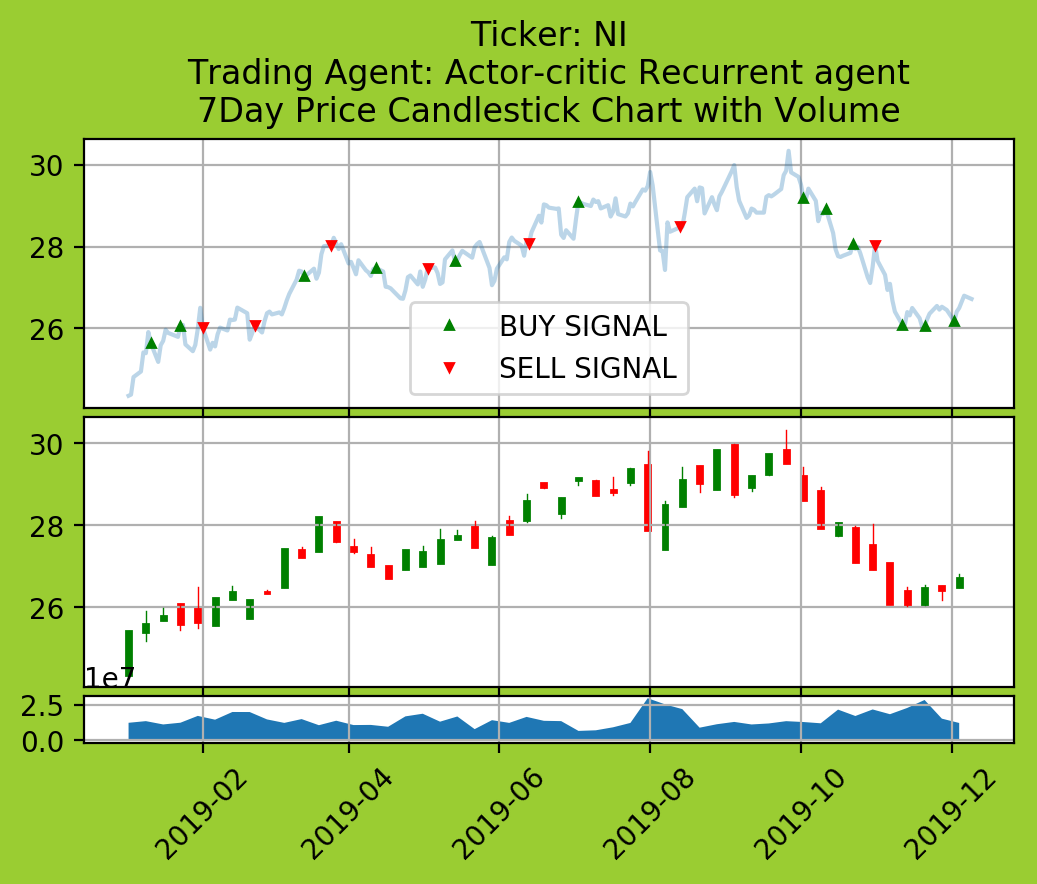 Ticker: NI
Trading Agent: Actor-critic Recurrent agent
7Day Price Candlestick Chart with Volume
30
28
26
BUY SIGNAL
SELL SIGNAL
30
28
26
1e7
2.5
0.0
2019-02
2019-04
2019-06
2019-08
2019-10
2019-12